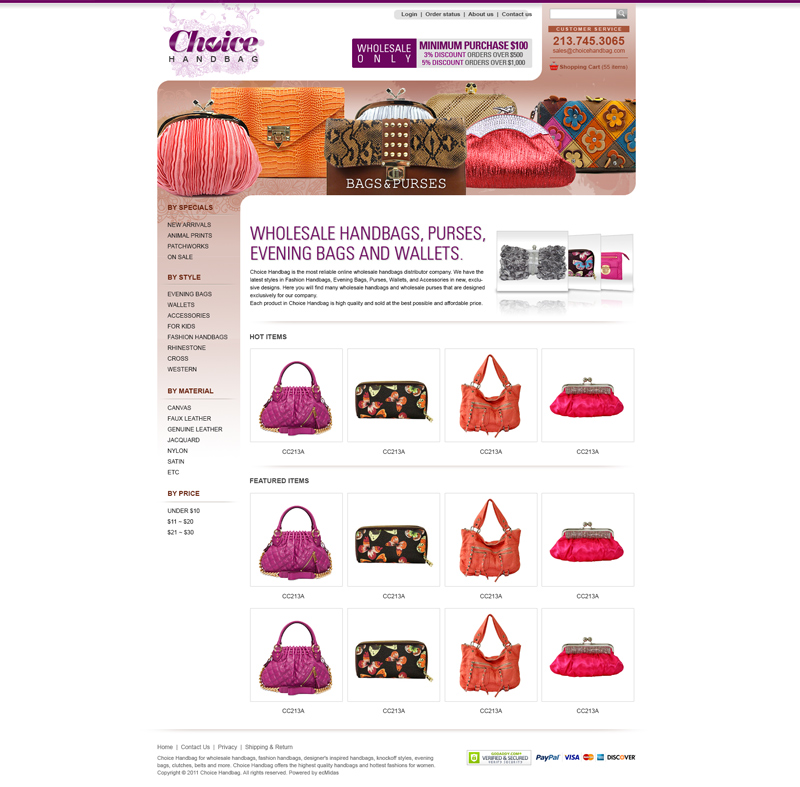 Login | Order status | About us | Contact us
Choice
HANDBAG
WHOLESALE
ONLY
MINIMUM PURCHASE $100
3% DISCOUNT ORDERS OVER $500
5% DISCOUNT ORDERS OVER $1,000
CUSTOMER SERVICE
213.745.3065
sales@choicehandbag.com
Shopping Cart (55 items)
BAGS&PURSES
BY SPECIALS
NEW ARRIVALS
ANIMAL PRINTS
PATCHWORKS
ON SALE
BY STYLE
EVENING BAGS
WALLETS
ACCESSORIES
FOR KIDS
FASHION HANDBAGS
RHINESTONE
CROSS
WESTERN
BY MATERIAL
CANVAS
FAUX LEATHER
GENUINE LEATHER
JACQUARD
NYLON
SATIN
ETC
BY PRICE
UNDER $10
$11 – $20
$21 – $30
WHOLESALE HANDBAGS, PURSES,
EVENING BAGS AND WALLETS.
Choice Handbag is the most reliable online wholesale handbags distributor company. We have the
latest styles in Fashion Handbags, Evening Bags, Purses, Wallets, and Accessories in new, exclu-
sive designs. Here you will find many wholesale handbags and wholesale purses that are designed
exclusively for our company.
Each product in Choice Handbag is high quality and sold at the best possible and affordable price.
HOT ITEMS
CC213A CC213A CC213A CC213A
FEATURED ITEMS
CC213A CC213A CC213A CC213A
CC213A CC213A CC213A CC213A
Home | Contact Us | Privacy | Shipping & Return
Choice Handbag for wholesale handbags, fashion handbags, designer's inspired handbags, knockoff styles, evening
bags, clutches, belts and more. Choice Handbag offers the highest quality handbags and hottest fashions for women.
Copyright © 2011 Choice Handbag. All rights reserved. Powered by ecMidas
GODADDY.COM
VERIFIED & SECURED
VERIFY SECURITY
PayPal VISA DISCOVER